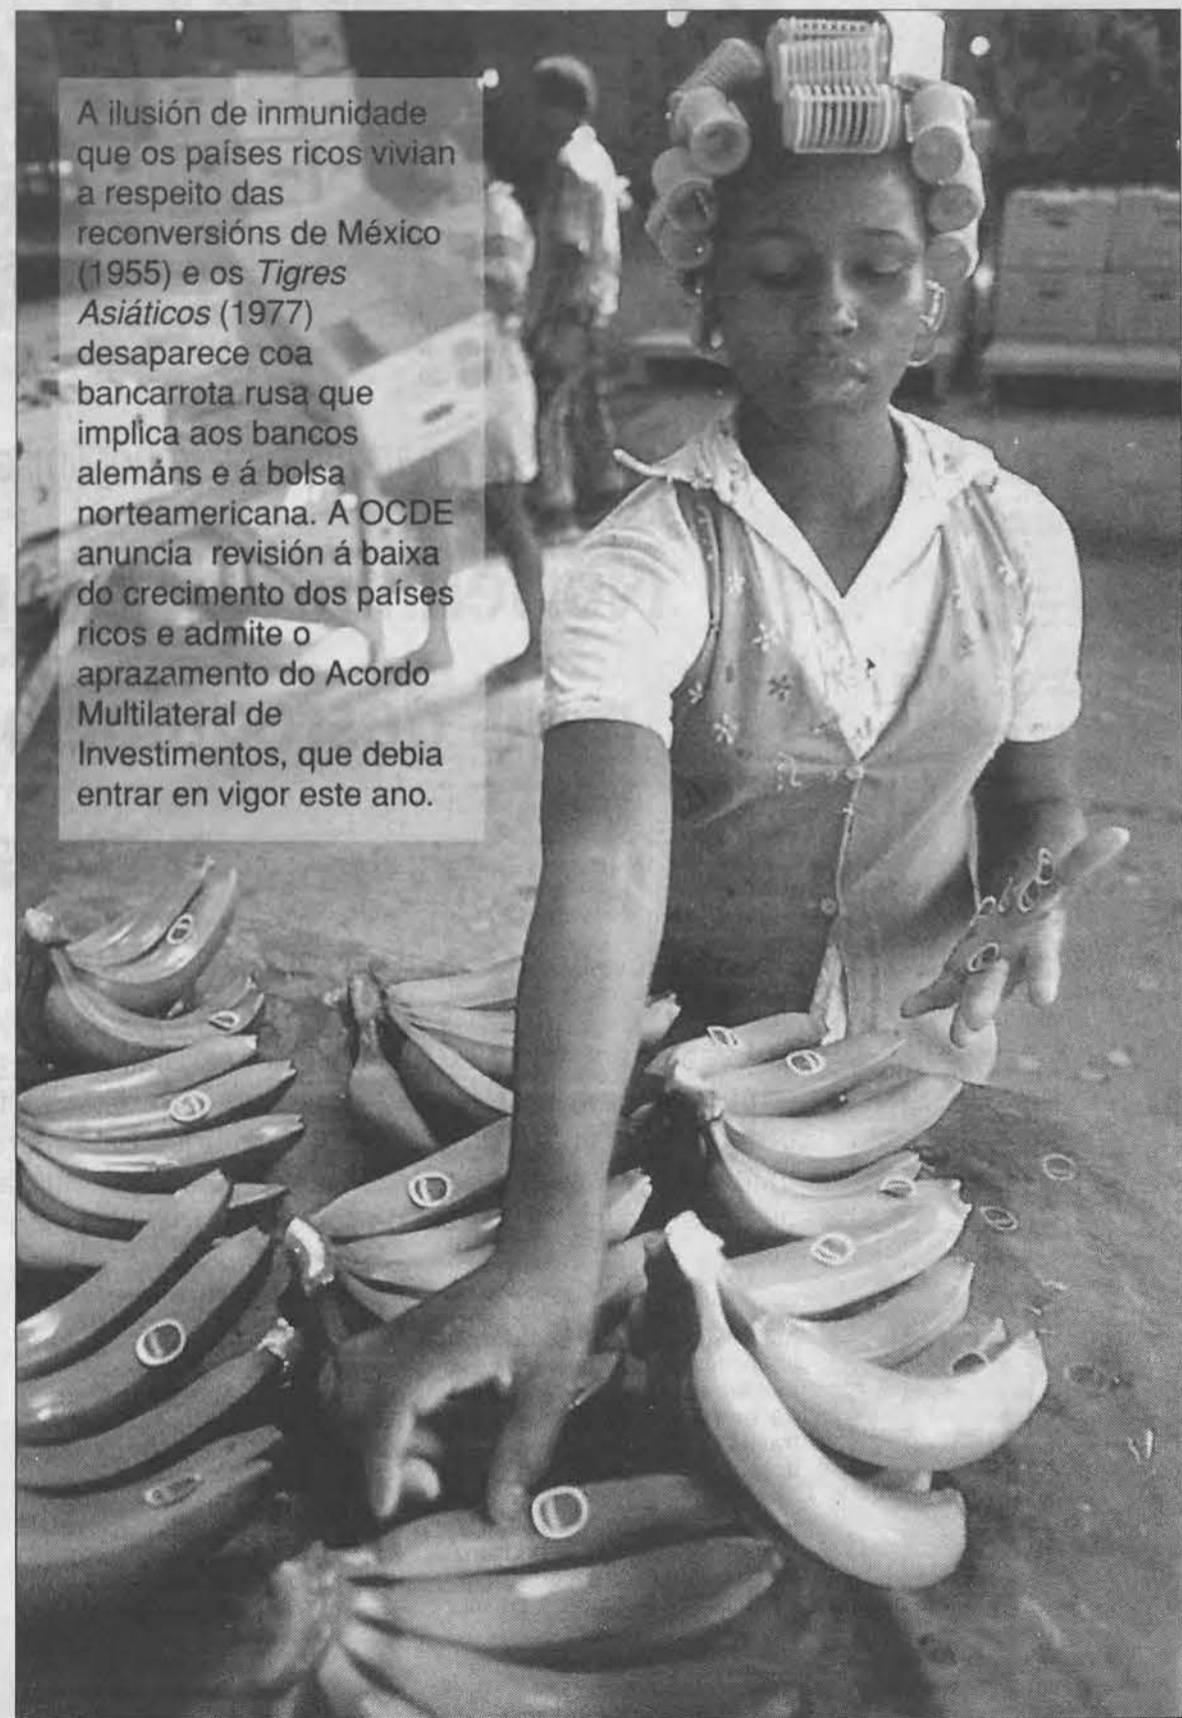 A ilusión de inmunidade
que os países ricos vivian
a respeito das
reconversións de México
(1955) e os Tigres
Asiáticos (1977)
desaparece coa
bancarrota rusa que
implica aos bancos
alemáns e á bolsa
norteamericana. A OCDE
anuncia revisión á baixa
do crecimento dos países
ricos e admite o
aprazamento do Acordo
Multilateral de
Investimentos, que debia
entrar en vigor este ano.